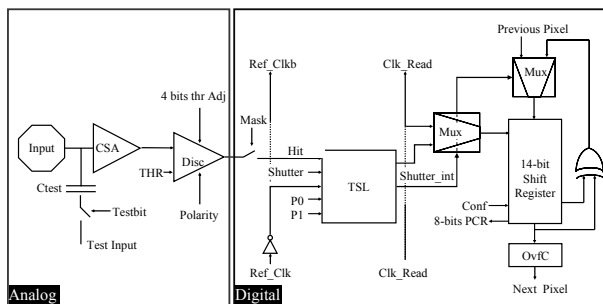 Previous Pixel
Ref_Clkb
Clk_Read
Mux
4 bits thr Adj
Mask
Input
CSA
Disc
Hit
Mux
THR
Shutter
TSL
Shutter_int
14-bit
Shift
Register
Ctest
Testbit
Polarity
P0
P1
Conf
8-bits PCR
Test Input
OvfC
Ref_Clk
Clk_Read
Next Pixel
Analog
Digital